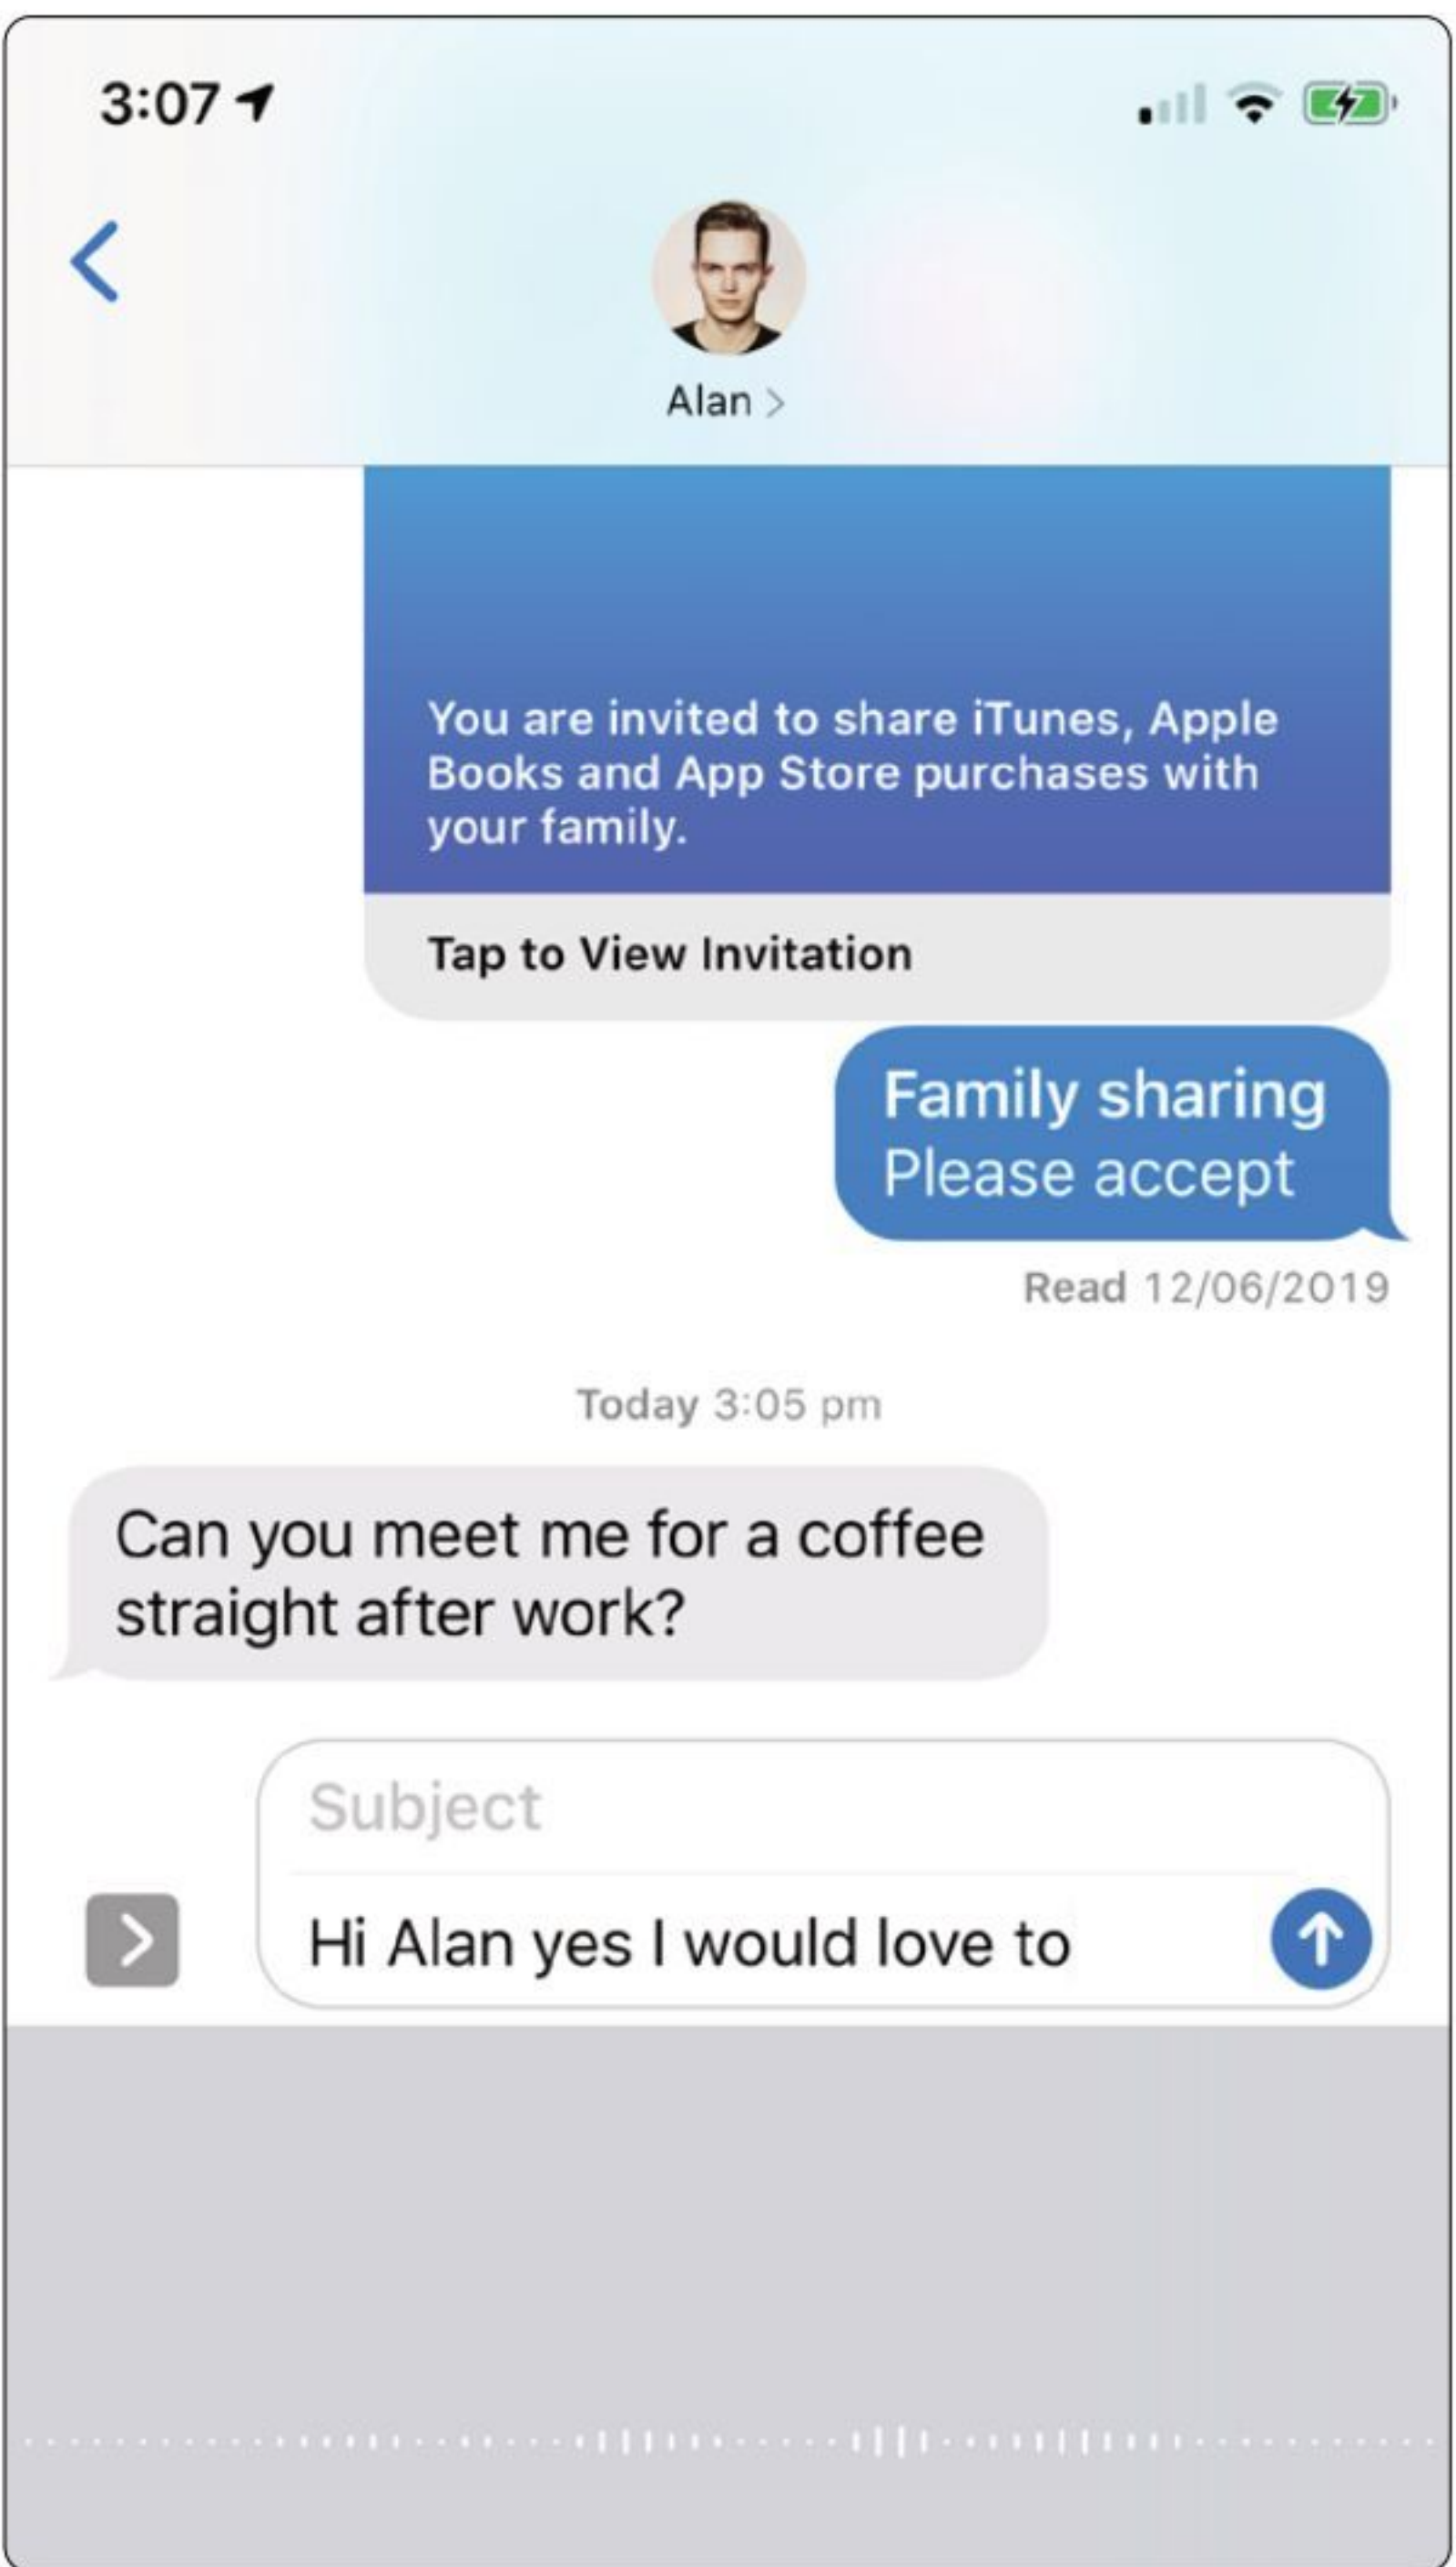 3:07
Alan >
You are invited to share iTunes, Apple
Books and App Store purchases with
your family.
Tap to View Invitation
Family sharing
Please accept
Read 12/06/2019
Today 3:05 pm
Can you meet me for a coffee
straight after work?
Subject
Hi Alan yes I would love to